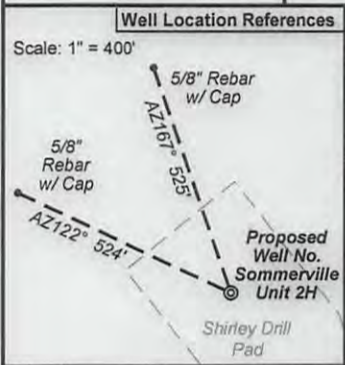 Well Location References
Scale: 1" = 400'
5/8" Rebar
w/ Cap
AZ167° 525'
5/8"
Rebar
w/ Cap
AZ122° 524'
Proposed
Well No.
Sommerville
Unit 2H
Shirley Drill
Pad